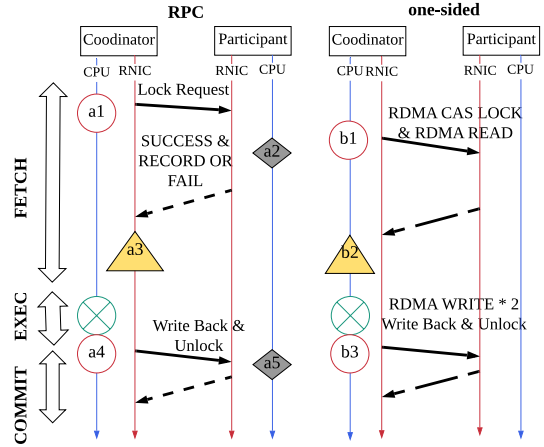 RPC
one-sided
Coodinator
Participant
Coodinator
Participant
CPU
RNIC
RNIC
CPU
CPU
RNIC
RNIC
CPU
Lock Request
a1
RDMA CAS LOCK
& RDMA READ
b1
SUCCESS &
RECORD OR
FAIL
a2
FETCH
a3
b2
EXEC
RDMA WRITE * 2
Write Back & Unlock
Write Back &
Unlock
a4
a5
b3
COMMIT